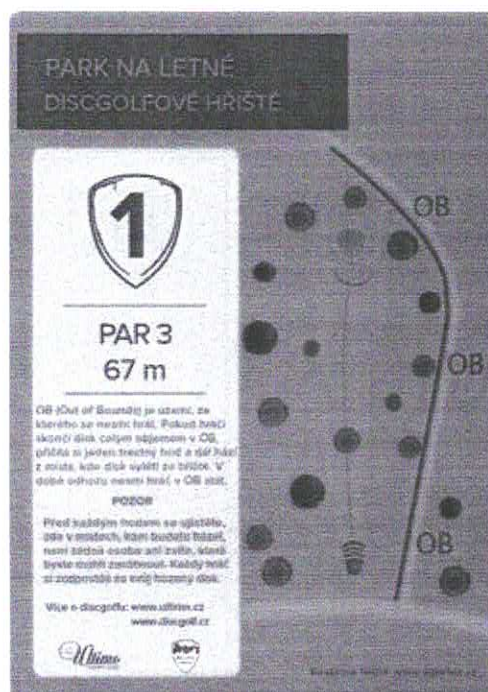 PARK NA LETNÉ
DISCGOLFOVÉ HŘIŠTĚ
1
PAR 3
67 m
OB (Out of Bounds) je území, ze
kterého se nesmí hrát. Pokud hráči
skončí disk celým objemem v OB,
přičítá si jeden trestný hod a dál hází
z místa, kde disk vylétl ze hřiště. V
době odhozu nesmí hráč v OB stát.
POZOR
Před každým hodem se ujistěte,
zda v místech, kam budete házet,
není žádná osoba ani zvíře, které
byste mohli zasáhnout. Každý hráč
si zodpovídá za svůj hozený disk.
Více o discgolfu: www.ultimo.cz
www.discgolf.cz
Ultimo
OB
OB
OB